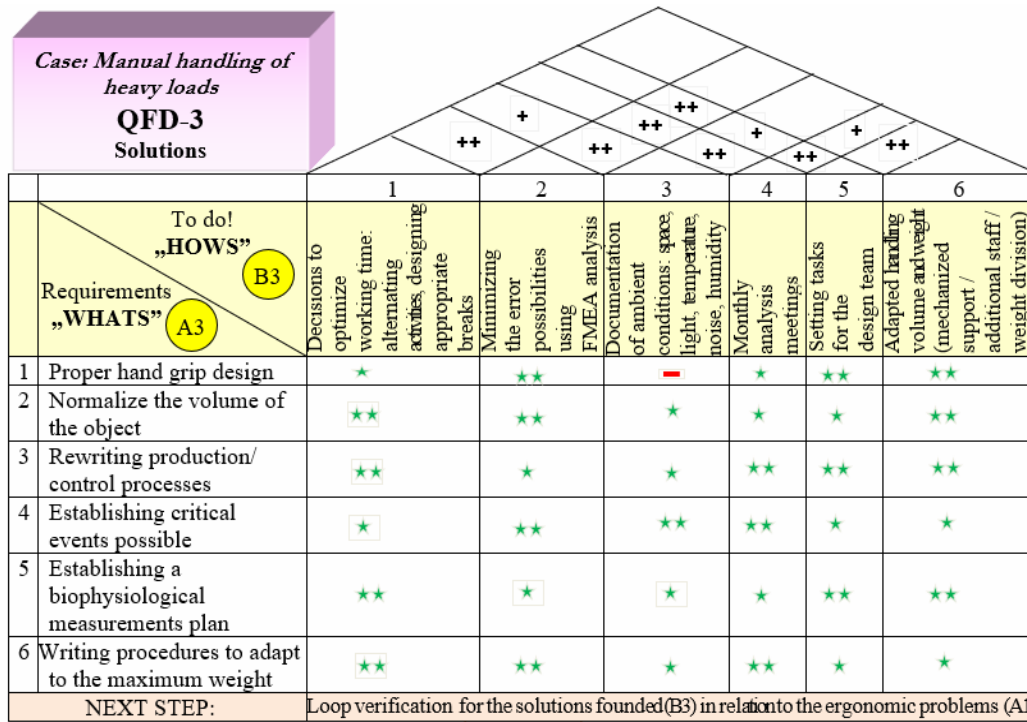 Case: Manual handling of
heavy loads
QFD-3
Solutions
++
+
++
++
++
++
+
++
+
++
1
2
3
4
5
6
To do!
„HOWS”
B3
Requirements
„WHATS”
A3
Decisions to
optimize
working time:
alternating
activities, designing
appropriate
breaks
Minimizing
the error
possibilities
using
FMEA analysis
Documentation
of ambient
conditions: space,
light, temperature,
noise, humidity
Monthly
analysis
meetings
Setting tasks
for the
design team
Adapted handling
volume and weight
(mechanized
support /
additional staff /
weight division)
1 Proper hand grip design
2 Normalize the volume of
the object
3 Rewriting production/
control processes
4 Establishing critical
events possible
5 Establishing a
biophysiological
measurements plan
6 Writing procedures to adapt
to the maximum weight
NEXT STEP:
Loop verification for the solutions founded(B3) in relation to the ergonomic problems (A1